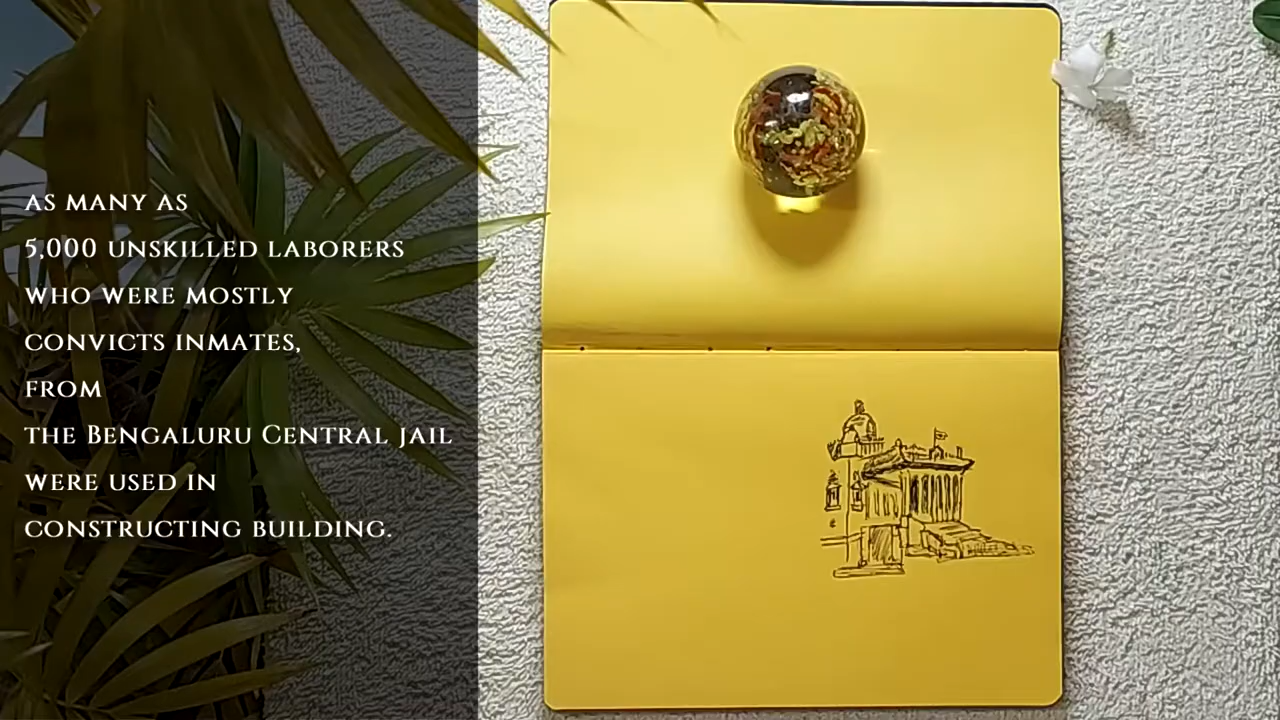 AS MANY AS
5,000 UNSKILLED LABORERS
WHO WERE MOSTLY
CONVICTS INMATES,
FROM
THE BENGALURU CENTRAL JAIL
WERE USED IN
CONSTRUCTING BUILDING.